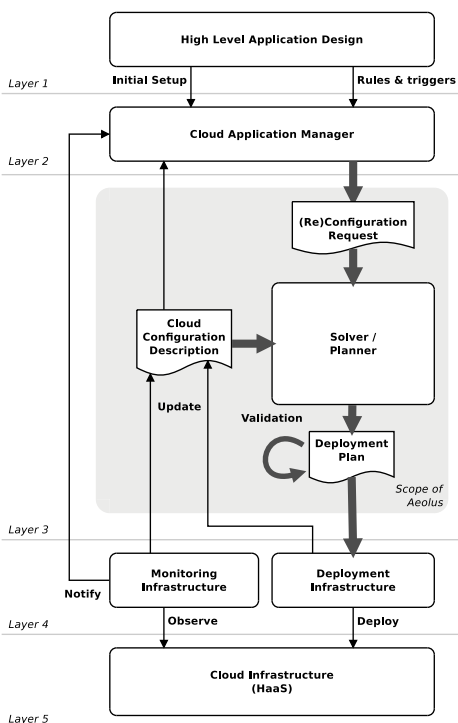 High Level Application Design
Layer 1
Initial Setup
Rules & triggers
Cloud Application Manager
Layer 2
(Re)Configuration
Request
Cloud
Configuration
Description
Solver /
Planner
Update
Validation
Deployment
Plan
Scope of
Aeolus
Layer 3
Monitoring
Infrastructure
Deployment
Infrastructure
Notify
Layer 4
Observe
Deploy
Cloud Infrastructure
(HaaS)
Layer 5